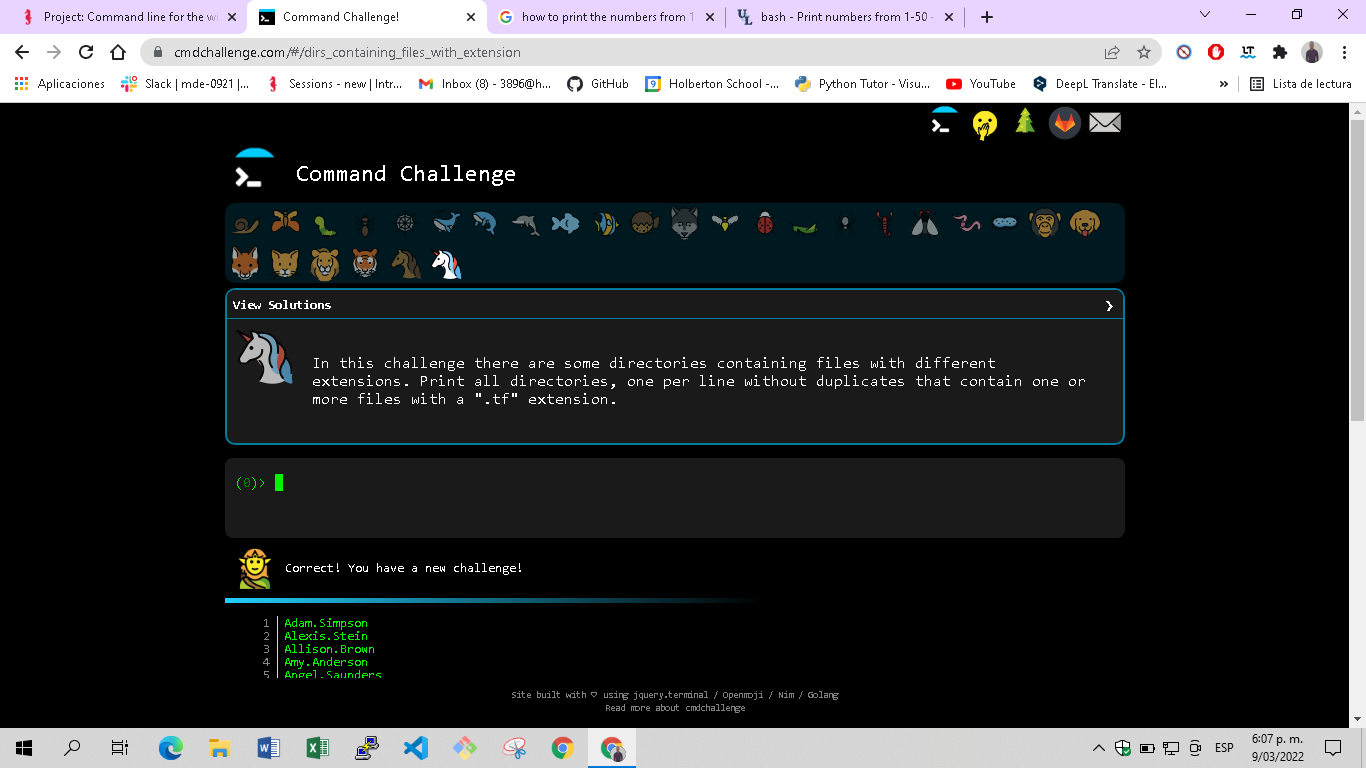 Project: Command line for the w
Command Challenge!
how to print the numbers from 1
bash - Print numbers from 1-50 -
cmdchallenge.com/#/dirs_containing_files_with_extension
Aplicaciones
Slack | mde-0921 |...
Sessions - new | Intr...
Inbox (8) - 3896@h...
GitHub
Holberton School -...
Python Tutor - Visu...
YouTube
DeepL Translate - El...
»
Lista de lectura
Command Challenge
View Solutions
In this challenge there are some directories containing files with different
extensions. Print all directories, one per line without duplicates that contain one or
more files with a ".tf" extension.
(0)>
Correct! You have a new challenge!
1 Adam.Simpson
2 Alexis.Stein
3 Allison.Brown
4 Amy.Anderson
5 Angel.Saunders
Site built with ♡ using jquery.terminal / Openmoji / Nim / Golang
Read more about cmdchallenge
ESP
6:07 p. m.
9/03/2022